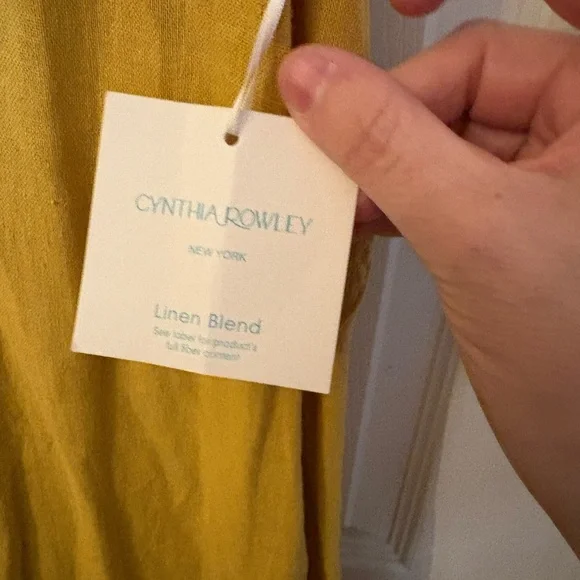 CYNTHIA ROWLEY
NEW YORK
Linen Blend
See label for product's
full fiber content